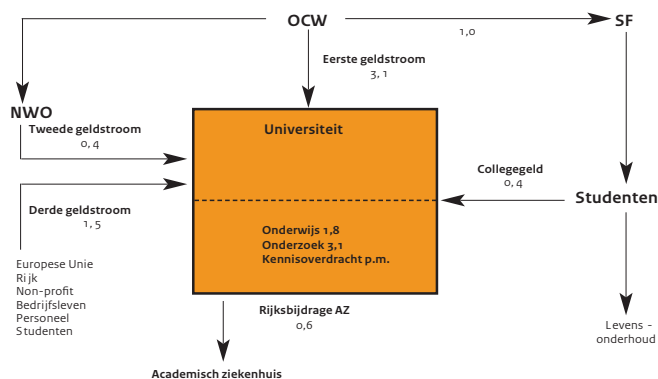 OCW
SF
1,0
Eerste geldstroom
3,1
NWO
Tweede geldstroom
0,4
Universiteit
Collegegeld
0,4
Studenten
Derde geldstroom
1,5
Onderwijs 1,8
Onderzoek 3,1
Kennisoverdracht p.m.
Europese Unie
Rijk
Non-profit
Bedrijfsleven
Personeel
Studenten
Rijksbijdrage AZ
0,6
Levens -
onderhoud
Academisch ziekenhuis